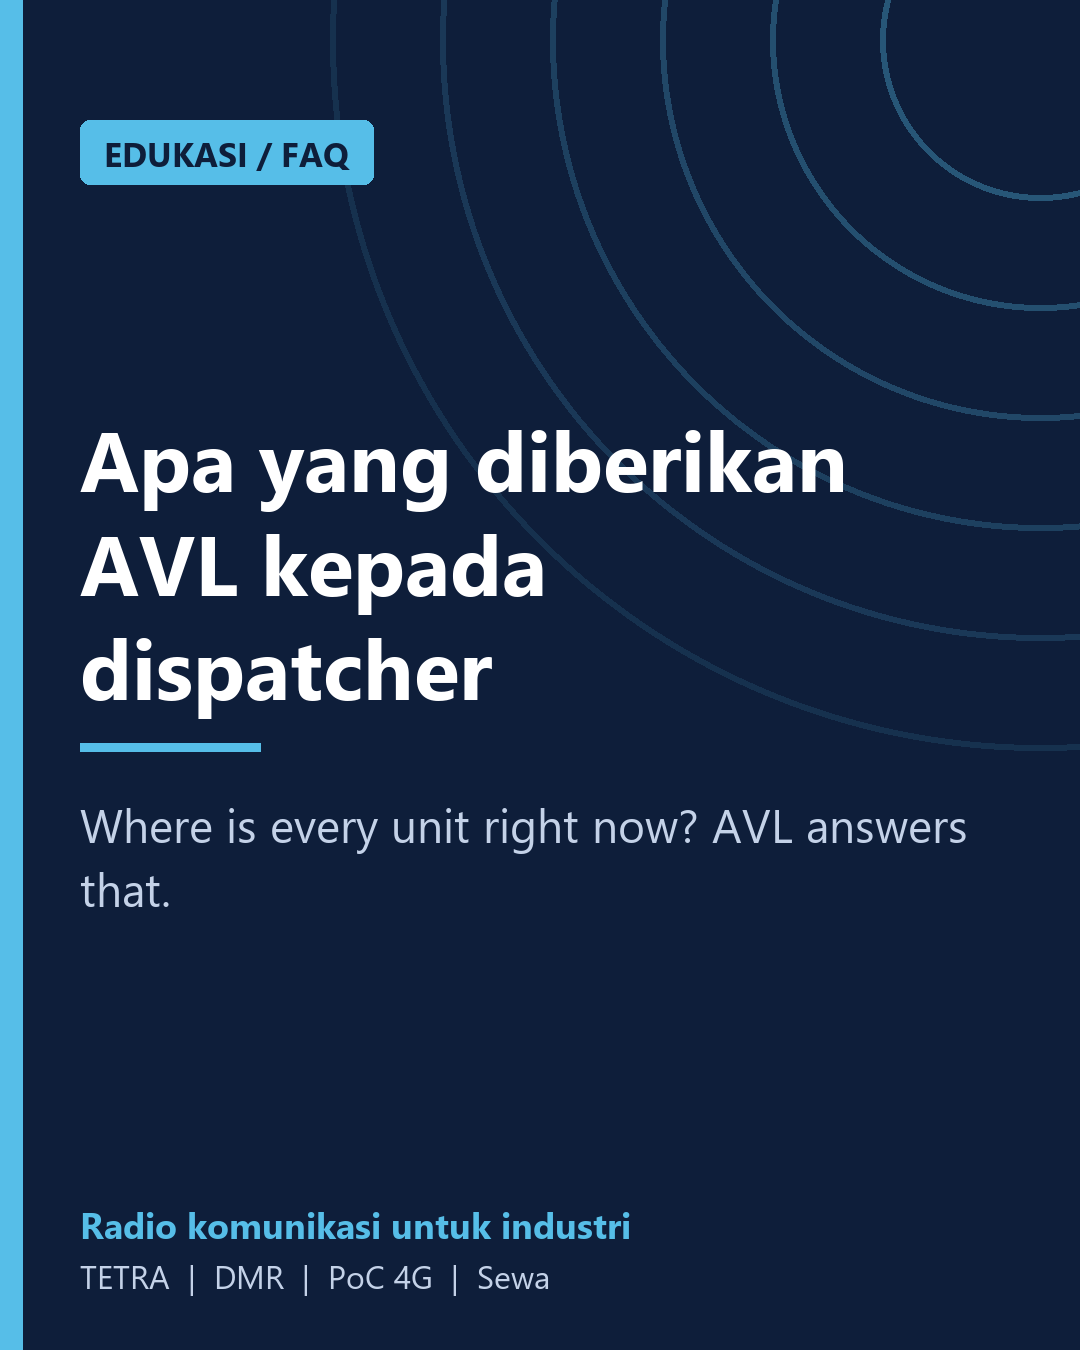 EDUKASI / FAQ
Apa yang diberikan
AVL kepada
dispatcher
Where is every unit right now? AVL answers
that.
Radio komunikasi untuk industri
TETRA | DMR | PoC 4G | Sewa